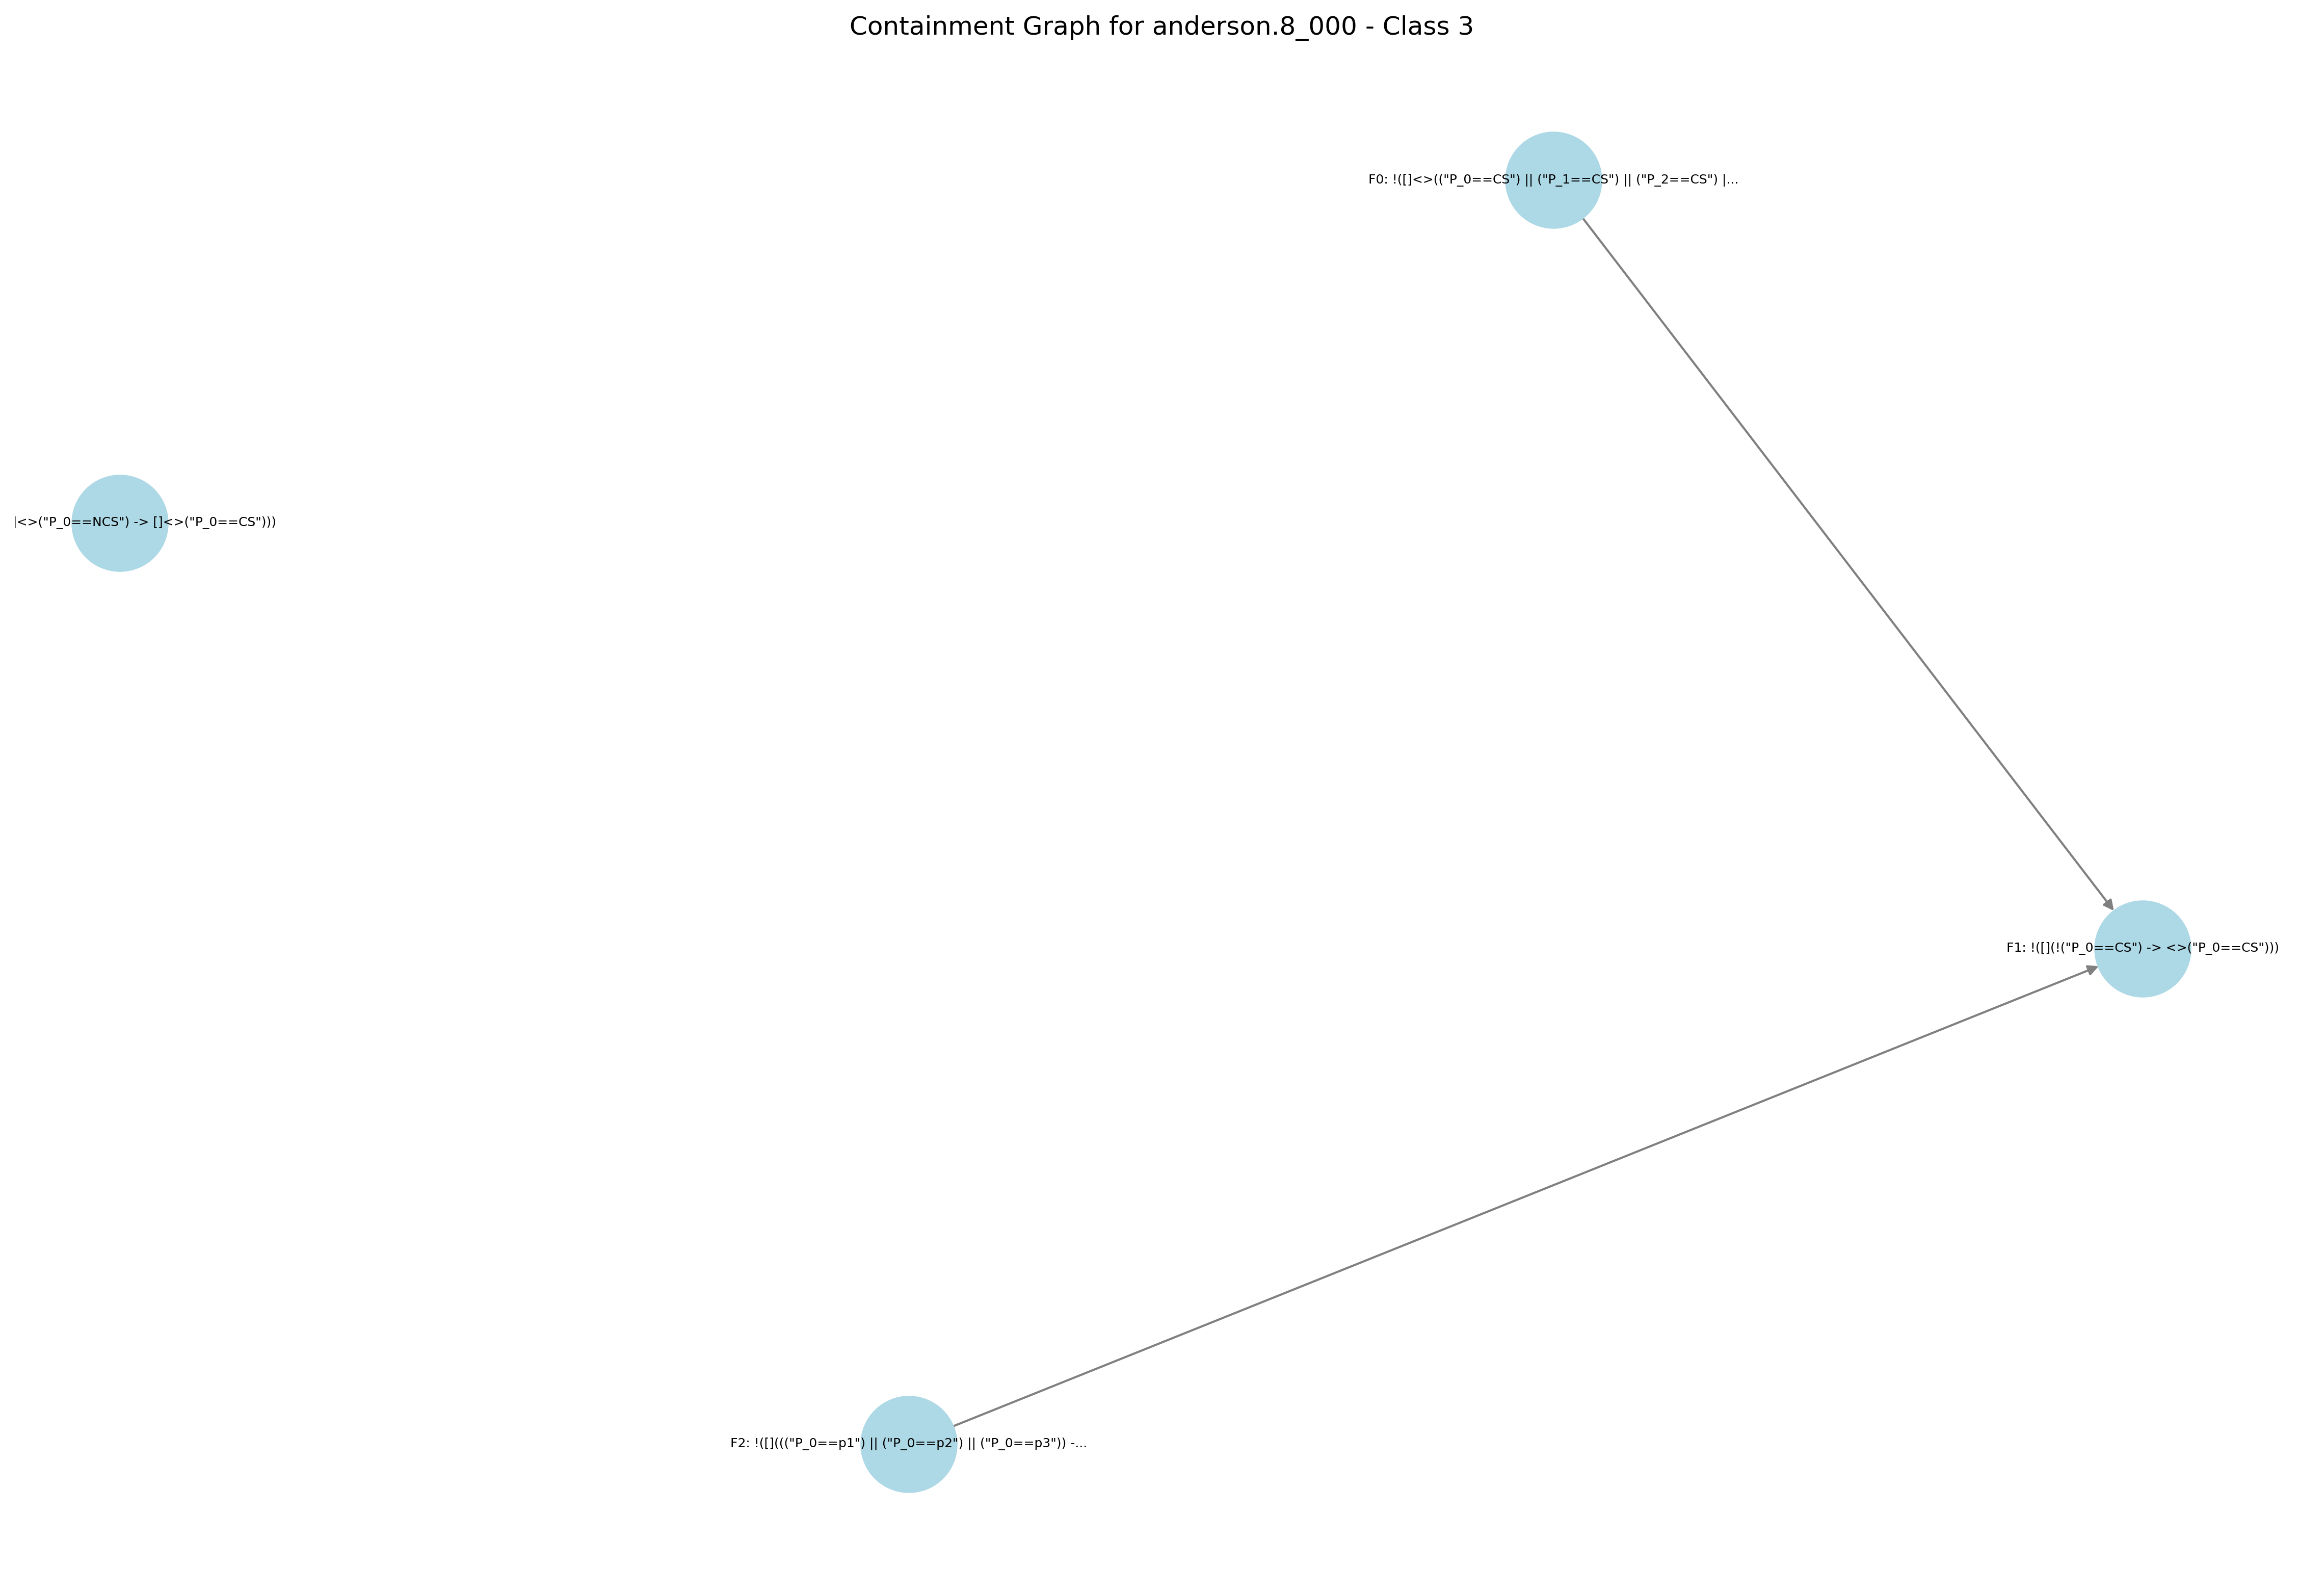 Containment Graph for anderson.8_000 - Class 3
F0: !([]<>(("P_0==CS") || ("P_1==CS") || ("P_2==CS") |...
<>("P_0==NCS") -> []<>("P_0==CS")))
F1: !([](!("P_0==CS") -> <>("P_0==CS")))
F2: !([]((("P_0==p1") || ("P_0==p2") || ("P_0==p3")) -...